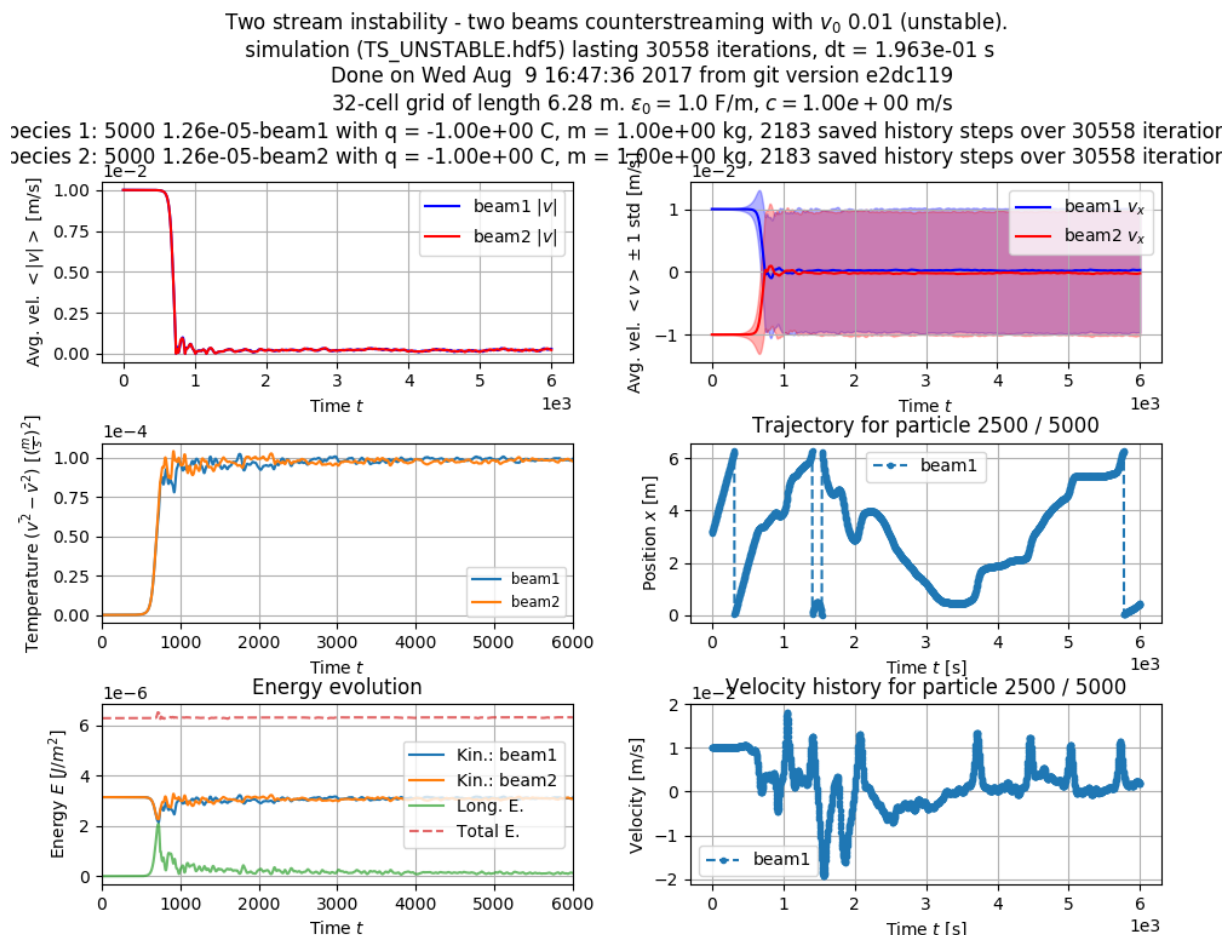 Two stream instability - two beams counterstreaming with v₀ 0.01 (unstable).
simulation (TS_UNSTABLE.hdf5) lasting 30558 iterations, dt = 1.963e-01 s
Done on Wed Aug  9 16:47:36 2017 from git version e2dc119
32-cell grid of length 6.28 m. ε₀ = 1.0 F/m, c = 1.00e + 00 m/s
pecies 1: 5000 1.26e-05-beam1 with q = -1.00e+00 C, m = 1.00e+00 kg, 2183 saved history steps over 30558 iteration
pecies 2: 5000 1.26e-05-beam2 with q = -1.00e+00 C, m = 1.00e+00 kg, 2183 saved history steps over 30558 iteration
1e-2
Avg. vel. < |v| > [m/s]
1.00
0.75
0.50
0.25
0.00
beam1 |v|
beam2 |v|
0 1 2 3 4 5 6
Time t
1e3
1e-2
Avg. vel. < v > ± 1 std [m/s]
1
0
−1
beam1 vₓ
beam2 vₓ
0 1 2 3 4 5 6
Time t
1e3
1e-4
Temperature (v² − v̄²) [(m/s)²]
1.00
0.75
0.50
0.25
0.00
beam1
beam2
0 1000 2000 3000 4000 5000 6000
Time t
Trajectory for particle 2500 / 5000
Position x [m]
6
4
2
0
beam1
0 1 2 3 4 5 6
Time t [s]
1e3
1e-6
Energy evolution
Energy E [J/m²]
6
4
2
0
Kin.: beam1
Kin.: beam2
Long. E.
Total E.
0 1000 2000 3000 4000 5000 6000
Time t
1e-2
Velocity history for particle 2500 / 5000
Velocity [m/s]
2
1
0
−1
−2
beam1
0 1 2 3 4 5 6
Time t [s]
1e3